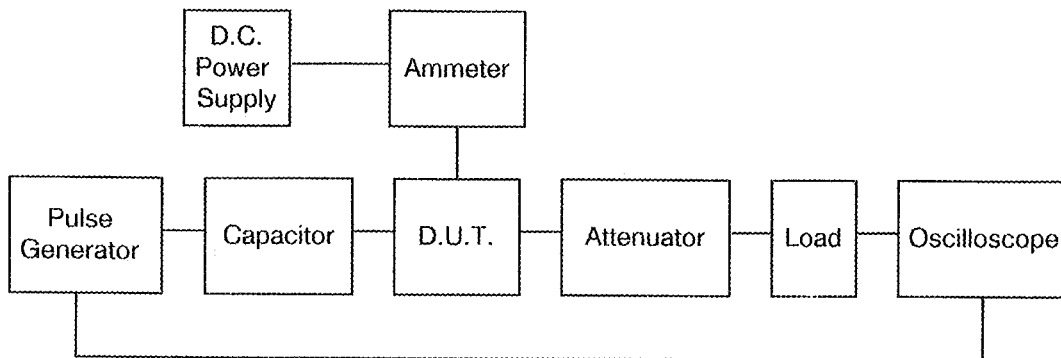 D.C.
Power
Supply
Ammeter
Pulse
Generator
Capacitor
D.U.T.
Attenuator
Load
Oscilloscope